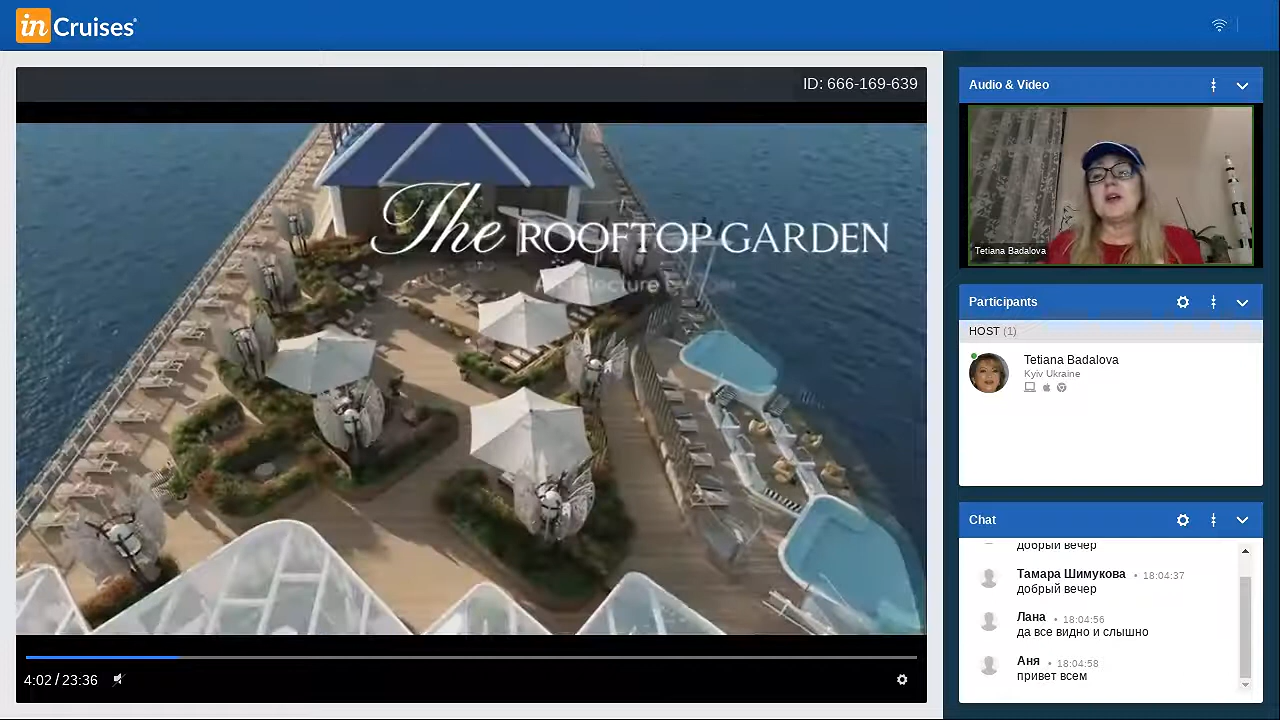 in Cruises
ID: 666-169-639
The ROOFTOP GARDEN
4:02 / 23:36
Audio & Video
Tetiana Badalova
Participants
HOST (1)
Tetiana Badalova
Kyiv Ukraine
Chat
добрый вечер
Тамара Шимукова • 18:04:37
добрый вечер
Лана • 18:04:56
да все видно и слышно
Аня • 18:04:58
привет всем